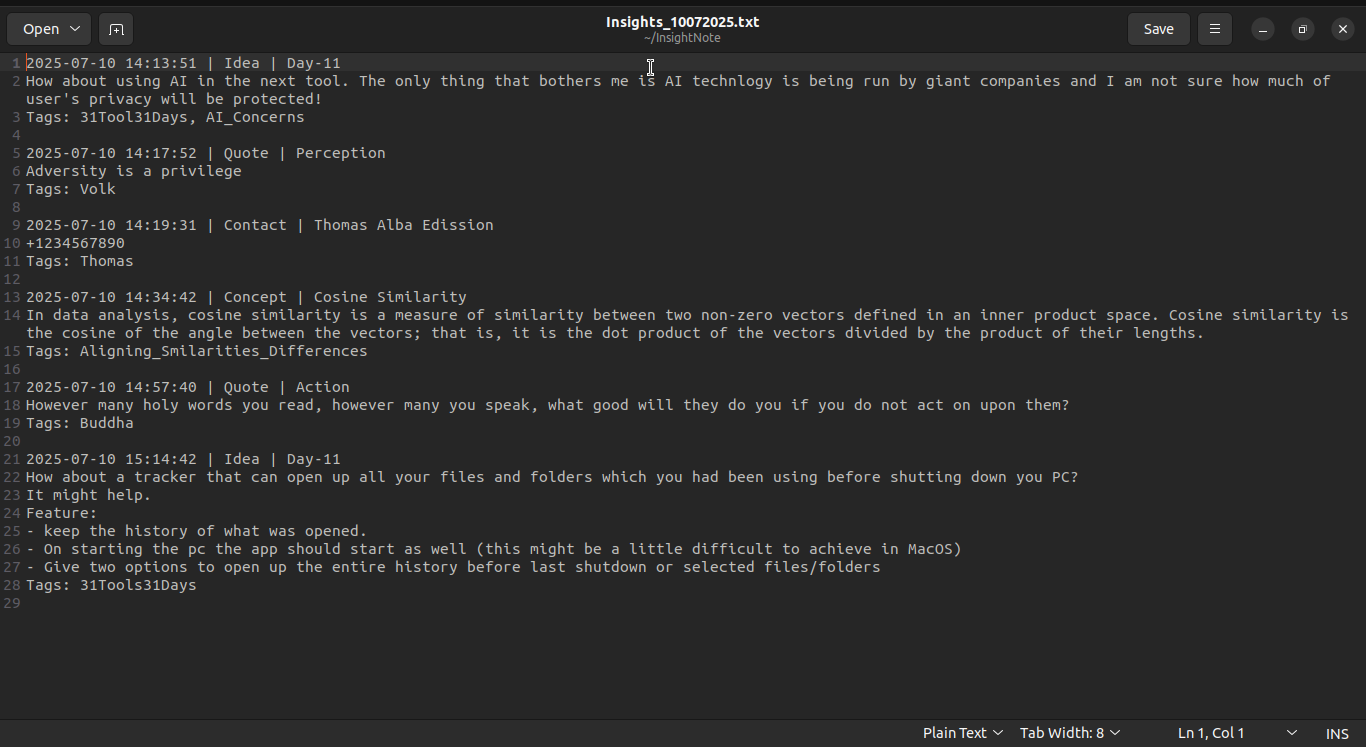 Open
Insights_10072025.txt
~/InsightNote
Save
1 2025-07-10 14:13:51 | Idea | Day-11
2 How about using AI in the next tool. The only thing that bothers me is AI technlogy is being run by giant companies and I am not sure how much of
user's privacy will be protected!
3 Tags: 31Tool31Days, AI_Concerns
4
5 2025-07-10 14:17:52 | Quote | Perception
6 Adversity is a privilege
7 Tags: Volk
8
9 2025-07-10 14:19:31 | Contact | Thomas Alba Edission
10 +1234567890
11 Tags: Thomas
12
13 2025-07-10 14:34:42 | Concept | Cosine Similarity
14 In data analysis, cosine similarity is a measure of similarity between two non-zero vectors defined in an inner product space. Cosine similarity is
the cosine of the angle between the vectors; that is, it is the dot product of the vectors divided by the product of their lengths.
15 Tags: Aligning_Smilarities_Differences
16
17 2025-07-10 14:57:40 | Quote | Action
18 However many holy words you read, however many you speak, what good will they do you if you do not act on upon them?
19 Tags: Buddha
20
21 2025-07-10 15:14:42 | Idea | Day-11
22 How about a tracker that can open up all your files and folders which you had been using before shutting down you PC?
23 It might help.
24 Feature:
25 - keep the history of what was opened.
26 - On starting the pc the app should start as well (this might be a little difficult to achieve in MacOS)
27 - Give two options to open up the entire history before last shutdown or selected files/folders
28 Tags: 31Tools31Days
29
Plain Text Tab Width: 8 Ln 1, Col 1 INS